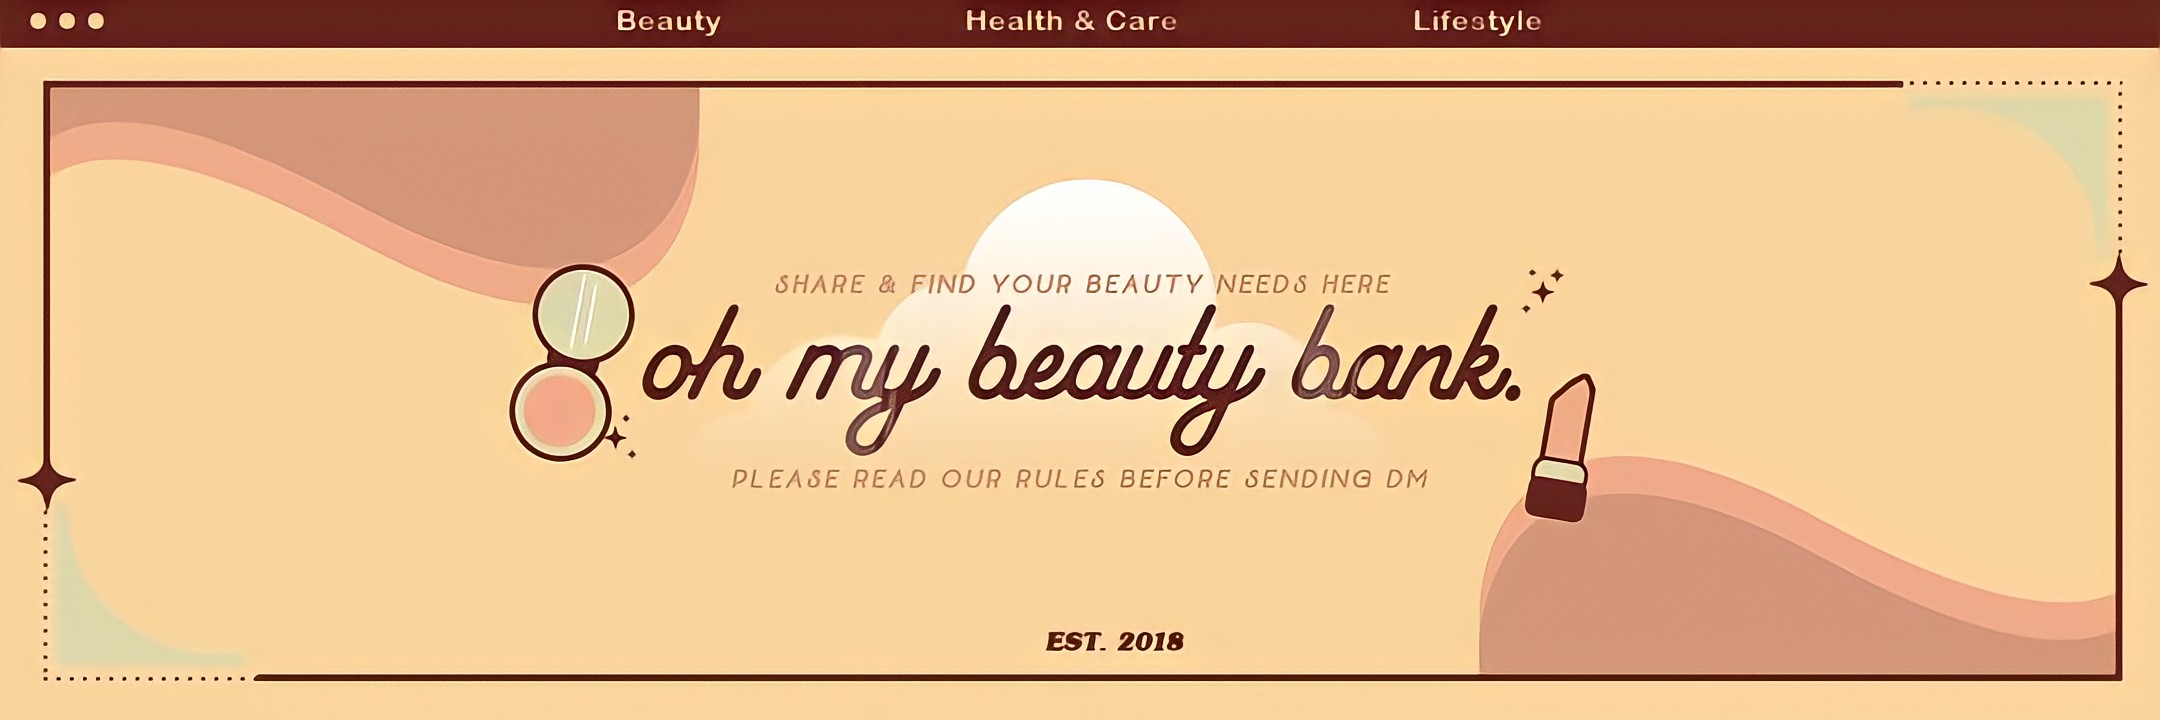 Beauty
Health & Care
Lifestyle
SHARE & FIND YOUR BEAUTY NEEDS HERE
oh my beauty bank.
PLEASE READ OUR RULES BEFORE SENDING DM
EST. 2018